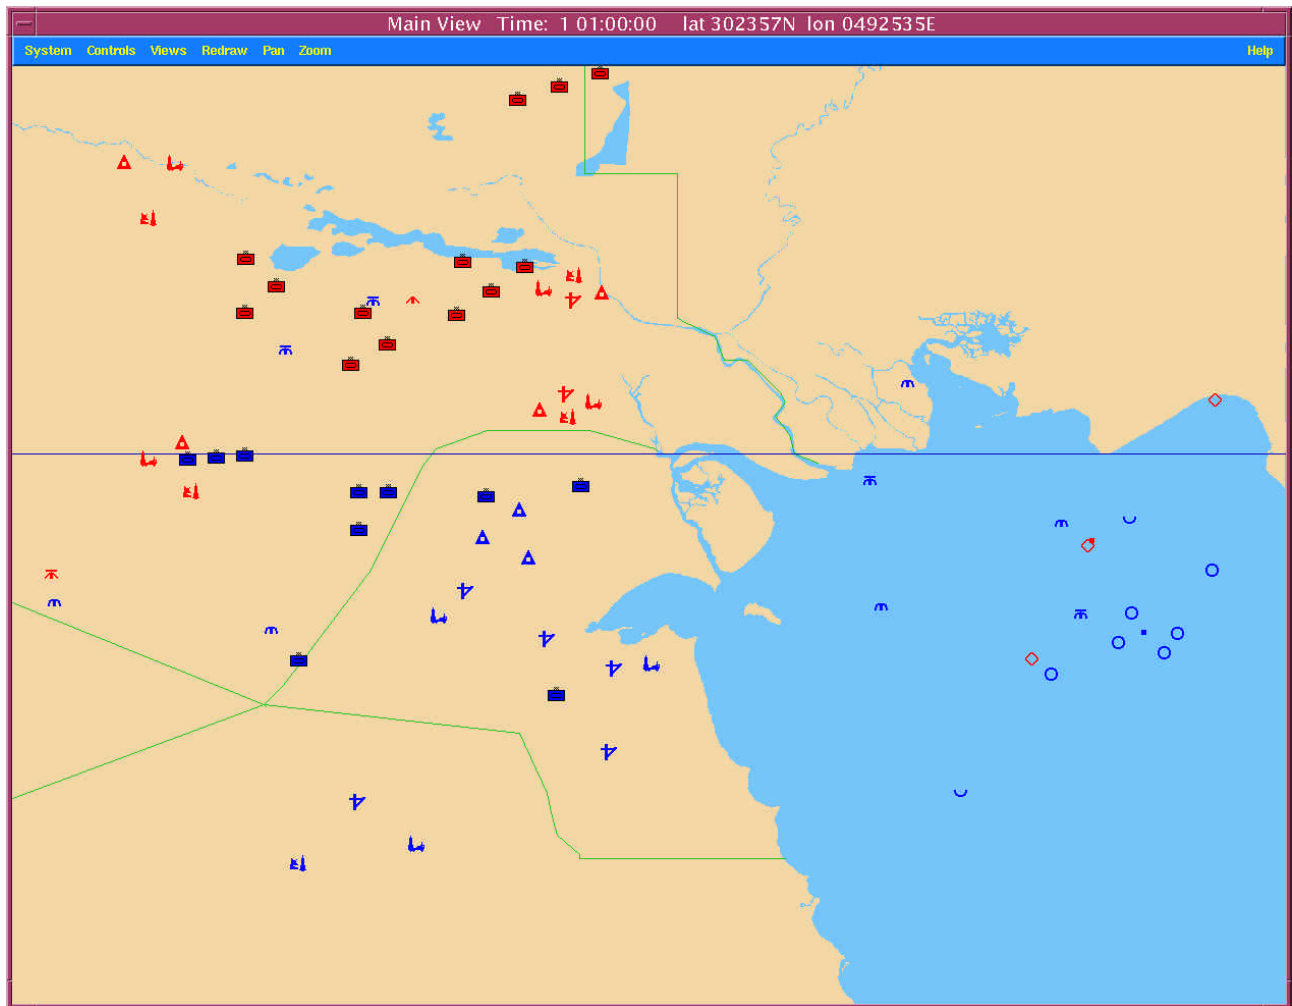 Main View   Time:  1 01:00:00    lat 302357N  lon 0492535E
System Controls Views Redraw Pan Zoom Help